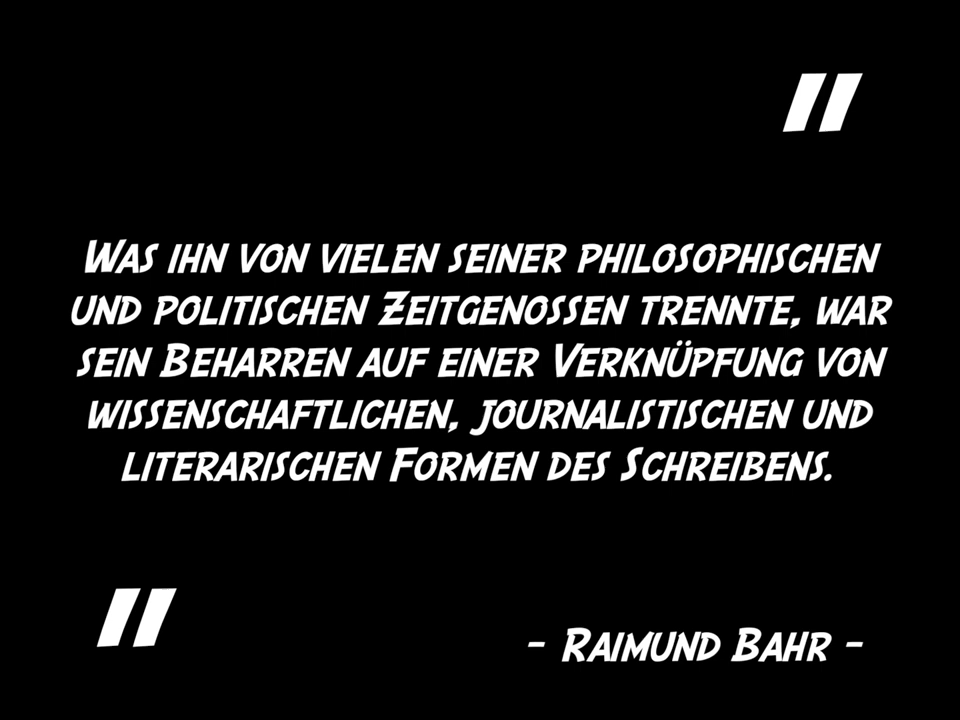 "
Was ihn von vielen seiner philosophischen
und politischen Zeitgenossen trennte, war
sein Beharren auf einer Verknüpfung von
wissenschaftlichen, journalistischen und
literarischen Formen des Schreibens.
"
- Raimund Bahr -